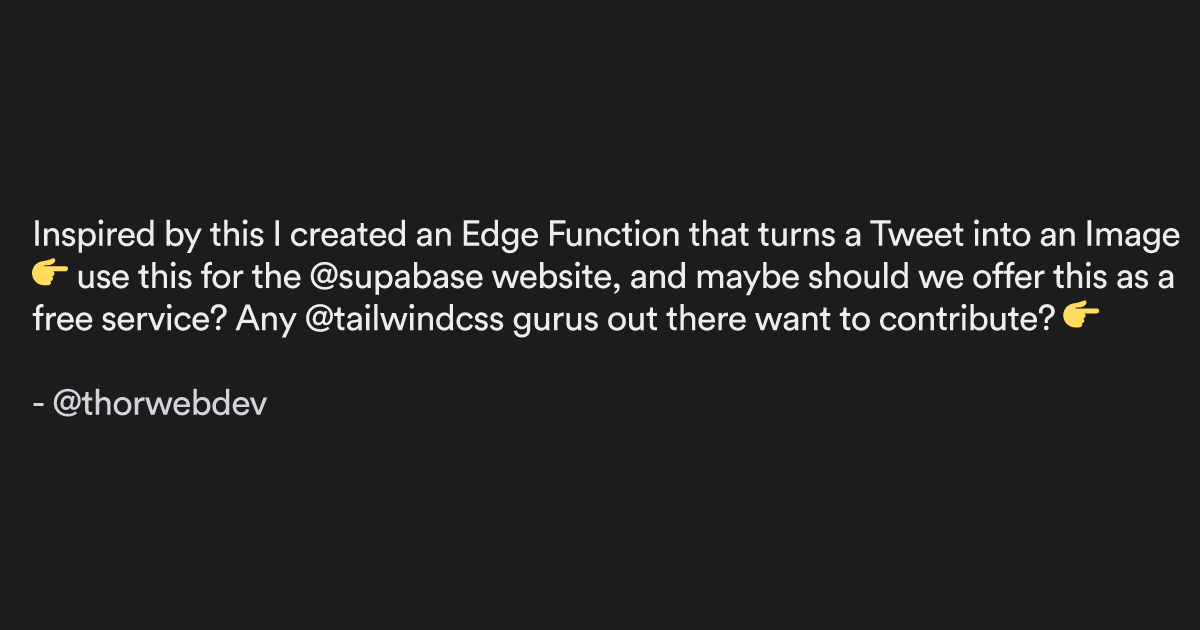 Inspired by this I created an Edge Function that turns a Tweet into an Image
👉 use this for the @supabase website, and maybe should we offer this as a
free service? Any @tailwindcss gurus out there want to contribute? 👉
- @thorwebdev